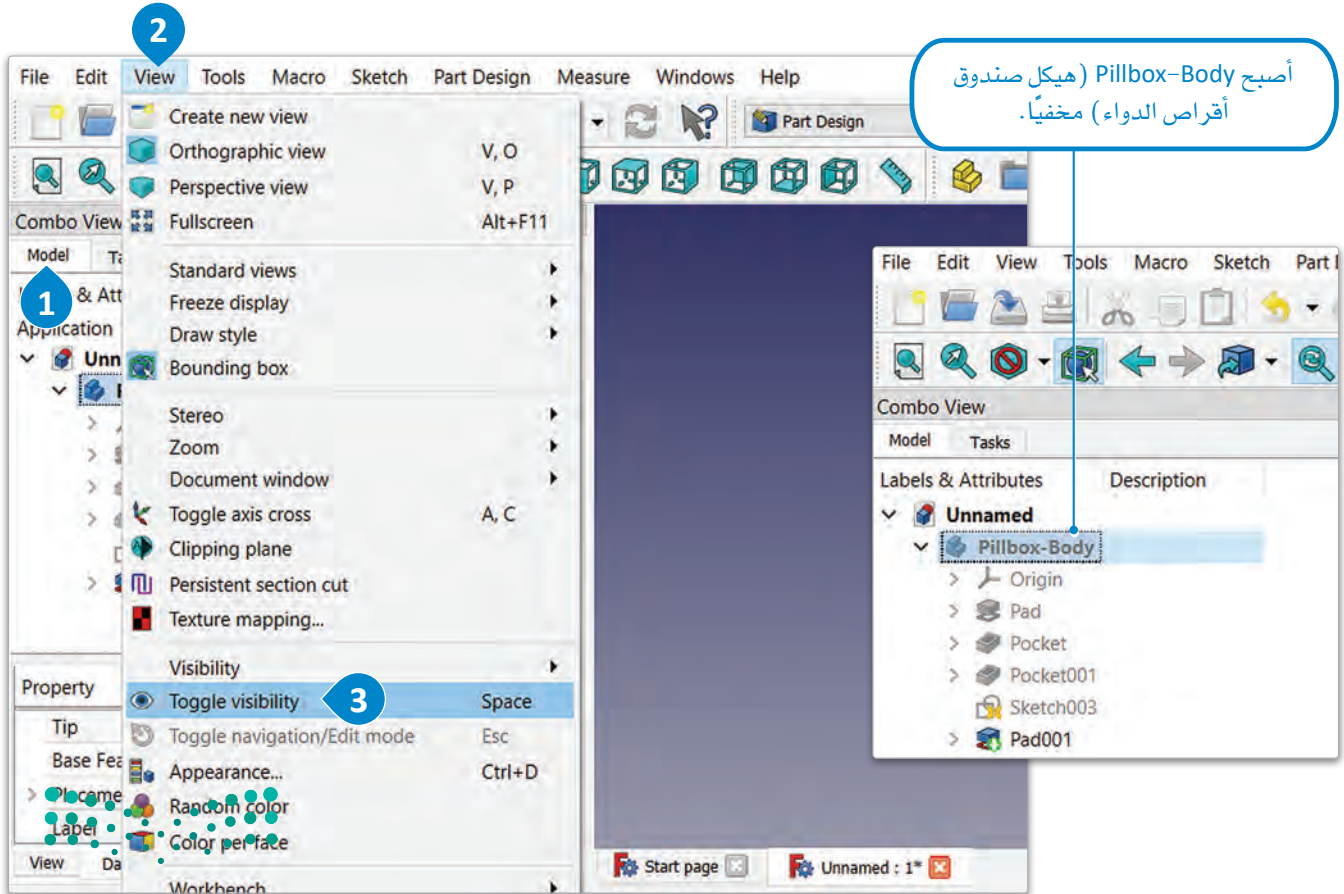 2
File Edit View Tools Macro Sketch Part Design Measure Windows Help
أصبح Pillbox-Body (هيكل صندوق
أقراص الدواء) مخفيًا.
Create new view
Part Design
Orthographic view V, O
Perspective view V, P
Combo View
Fullscreen Alt+F11
Model
1
& Att
Application
Standard views
Freeze display
Draw style
Bounding box
Stereo
Zoom
Document window
Toggle axis cross A, C
Clipping plane
Persistent section cut
Texture mapping...
Visibility
Toggle visibility 3 Space
Toggle navigation/Edit mode Esc
Appearance... Ctrl+D
Random color
Color per face
Workbench
Property
Tip
Base Fea
Placeme
Label
View Da
Start page
Unnamed : 1*
File Edit View Tools Macro Sketch Part
Combo View
Model Tasks
Labels & Attributes Description
Unnamed
Pillbox-Body
Origin
Pad
Pocket
Pocket001
Sketch003
Pad001